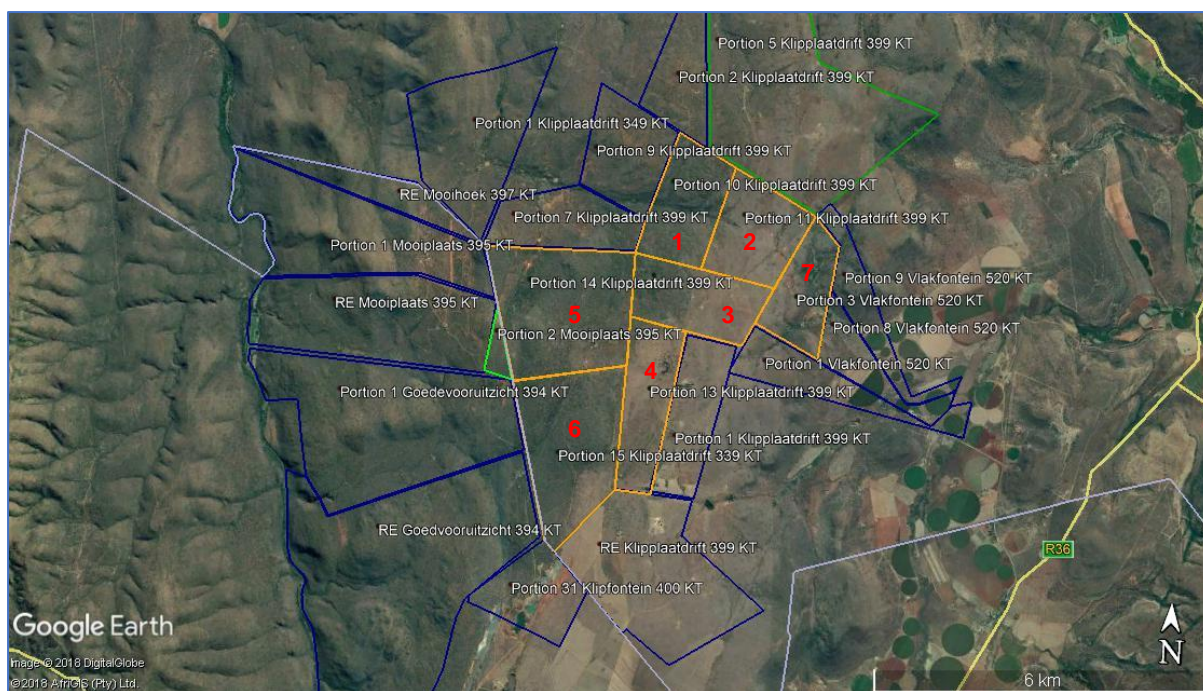 Portion 5 Klipplaatdrift 399 KT
Portion 2 Klipplaatdrift 399 KT
Portion 1 Klipplaatdrift 349 KT
Portion 9 Klipplaatdrift 399 KT
Portion 10 Klipplaatdrift 399 KT
RE Mooihoek 397 KT
Portion 7 Klipplaatdrift 399 KT
Portion 11 Klipplaatdrift 399 KT
Portion 1 Mooiplaats 395 KT
1
2
7
Portion 14 Klipplaatdrift 399 KT
Portion 9 Vlakfontein 520 KT
RE Mooiplaats 395 KT
Portion 3 Vlakfontein 520 KT
5
3
Portion 2 Mooiplaats 395 KT
Portion 8 Vlakfontein 520 KT
Portion 1 Vlakfontein 520 KT
4
Portion 1 Goedevooruitzicht 394 KT
Portion 13 Klipplaatdrift 399 KT
6
Portion 1 Klipplaatdrift 399 KT
Portion 15 Klipplaatdrift 339 KT
RE Goedvooruitzicht 394 KT
RE Klipplaatdrift 399 KT
R36
Portion 31 Klipfontein 400 KT
Google Earth
N
Image © 2018 DigitalGlobe
© 2018 AfriGIS (Pty) Ltd.
6 km